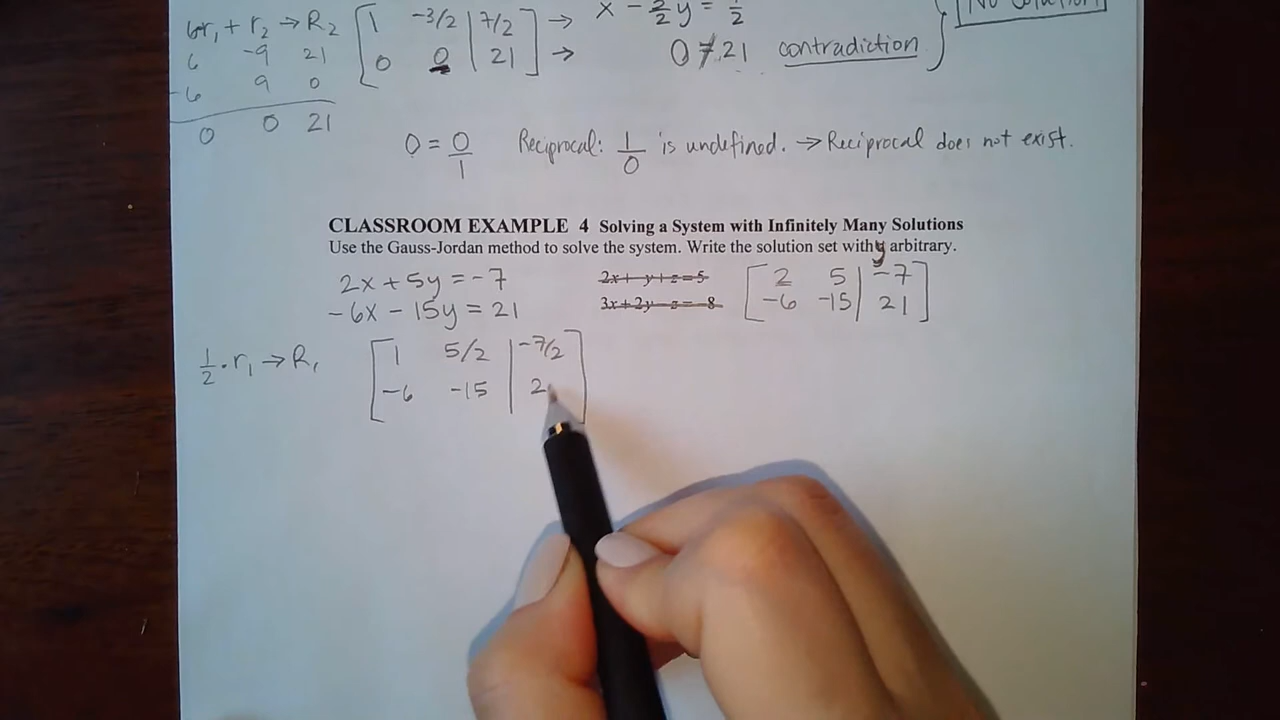 6r₁ + r₂ → R₂ [1 -3/2 | 7/2] → x - 3/2 y = 7/2
6 -9 21 [0 0 | 21] → 0 ≠ 21 contradiction } No solution
-6 9 0
0 0 21
0 = 0/1 Reciprocal: 1/0 is undefined. → Reciprocal does not exist.
CLASSROOM EXAMPLE 4 Solving a System with Infinitely Many Solutions
Use the Gauss-Jordan method to solve the system. Write the solution set with y arbitrary.
2x + 5y = -7 2x + y + z = 5 [2 5 | -7]
-6x - 15y = 21 3x + 2y - z = -8 [-6 -15 | 21]
1/2 · r₁ → R₁ [1 5/2 | -7/2]
[-6 -15 | 2]